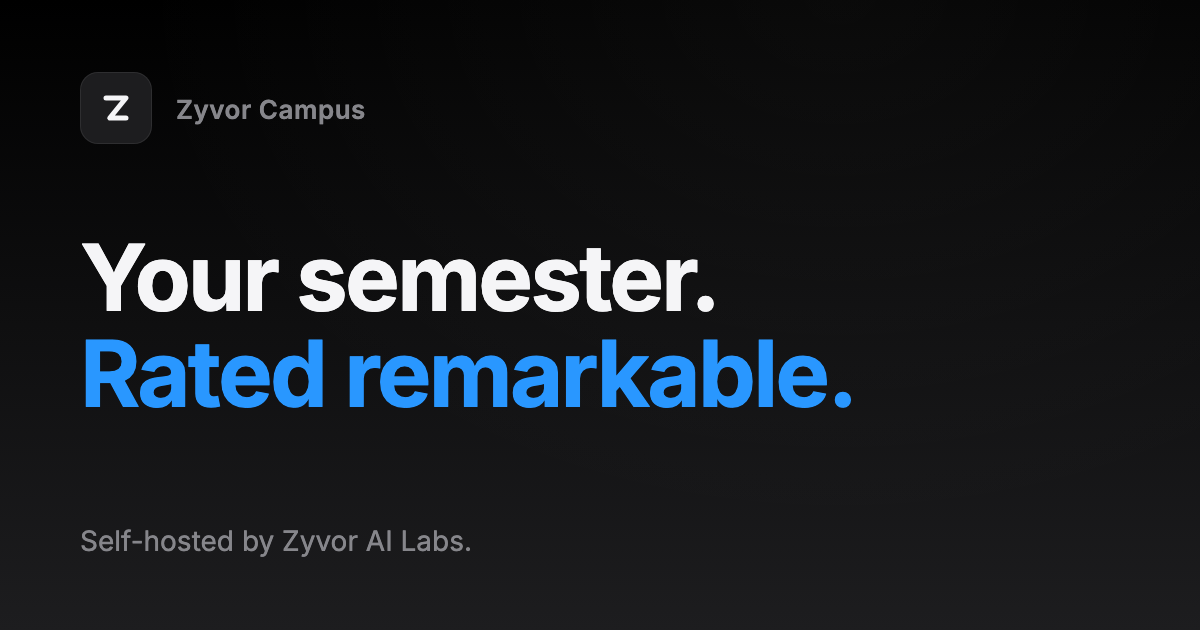 Z
Zyvor Campus
Your semester.
Rated remarkable.
Self-hosted by Zyvor AI Labs.